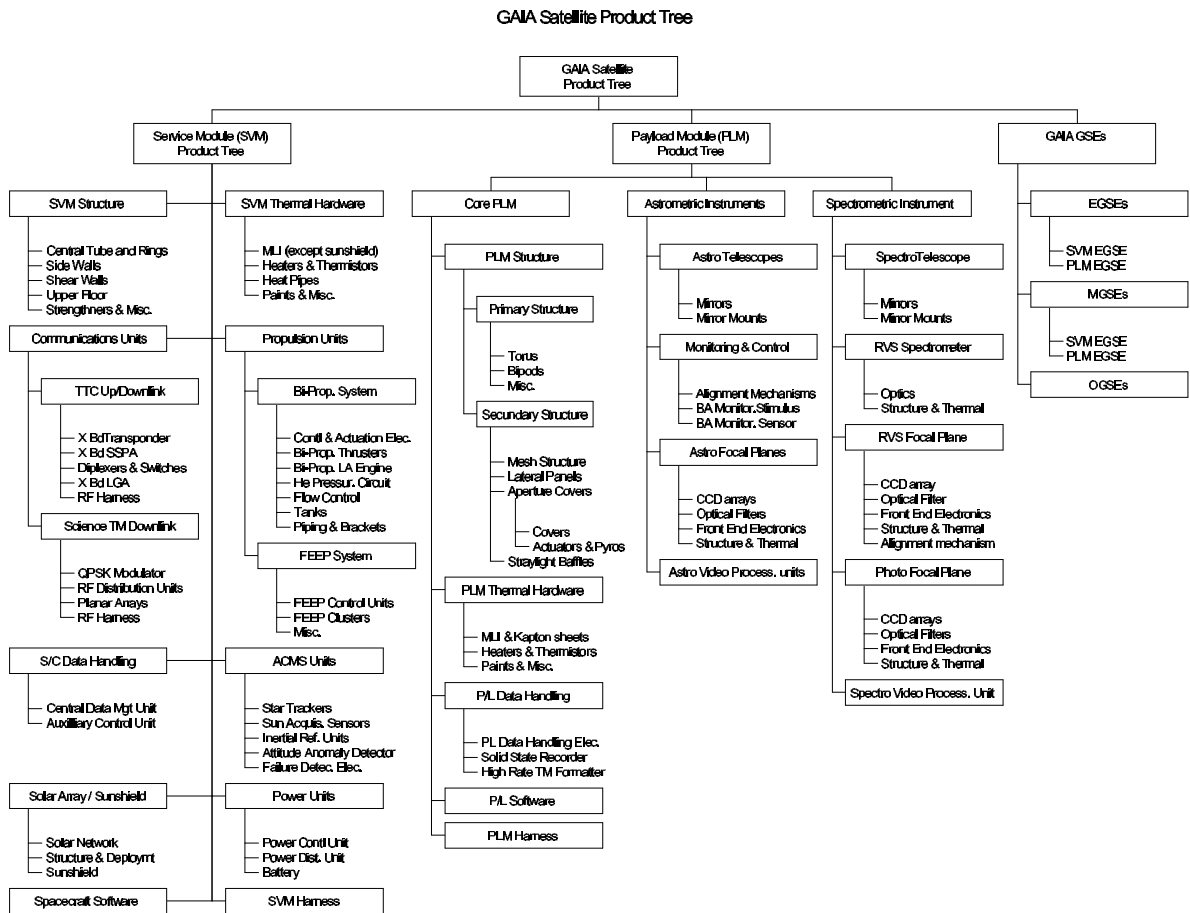 GAIA Satellite Product Tree
GAIA Satellite
Product Tree
Service Module (SVM)
Product Tree
Payload Module (PLM)
Product Tree
GAIA GSEs
SVM Structure
Central Tube and Rings
Side Walls
Shear Walls
Upper Floor
Strengthners & Misc.
Communications Units
TTC Up/Downlink
X Bd Transponder
X Bd SSPA
Diplexers & Switches
X Bd LGA
RF Harness
Science TM Downlink
QPSK Modulator
RF Distribution Units
Planar Arrays
RF Harness
S/C Data Handling
Central Data Mgt Unit
Auxilliary Control Unit
Solar Array / Sunshield
Solar Network
Structure & Deploymt
Sunshield
Spacecraft Software
SVM Thermal Hardware
MLI (except sunshield)
Heaters & Thermistors
Heat Pipes
Paints & Misc.
Propulsion Units
Bi-Prop. System
Contl & Actuation Elec.
Bi-Prop. Thrusters
Bi-Prop. LA Engine
He Pressur. Circuit
Flow Control
Tanks
Piping & Brackets
FEEP System
FEEP Control Units
FEEP Clusters
Misc.
ACMS Units
Star Trackers
Sun Acquis. Sensors
Inertial Ref. Units
Attitude Anomaly Detector
Failure Detec. Elec.
Power Units
Power Contl Unit
Power Dist. Unit
Battery
SVM Harness
Core PLM
PLM Structure
Primary Structure
Torus
Bipods
Misc.
Secundary Structure
Mesh Structure
Lateral Panels
Aperture Covers
Covers
Actuators & Pyros
Straylight Baffles
PLM Thermal Hardware
MLI & Kapton sheets
Heaters & Thermistors
Paints & Misc.
P/L Data Handling
PL Data Handling Elec.
Solid State Recorder
High Rate TM Formatter
P/L Software
PLM Harness
Astrometric Instruments
Astro Telescopes
Mirrors
Mirror Mounts
Monitoring & Control
Allignment Mechanisms
BA Monitor. Stimulus
BA Monitor. Sensor
Astro Focal Planes
CCD arrays
Optical Filters
Front End Electronics
Structure & Thermal
Astro Video Process. units
Spectrometric Instrument
SpectroTelescope
Mirrors
Mirror Mounts
RVS Spectrometer
Optics
Structure & Thermal
RVS Focal Plane
CCD array
Optical Filter
Front End Electronics
Structure & Thermal
Allignment mechanism
Photo Focal Plane
CCD arrays
Optical Filters
Front End Electronics
Structure & Thermal
Spectro Video Process. Unit
EGSEs
SVM EGSE
PLM EGSE
MGSEs
SVM EGSE
PLM EGSE
OGSEs